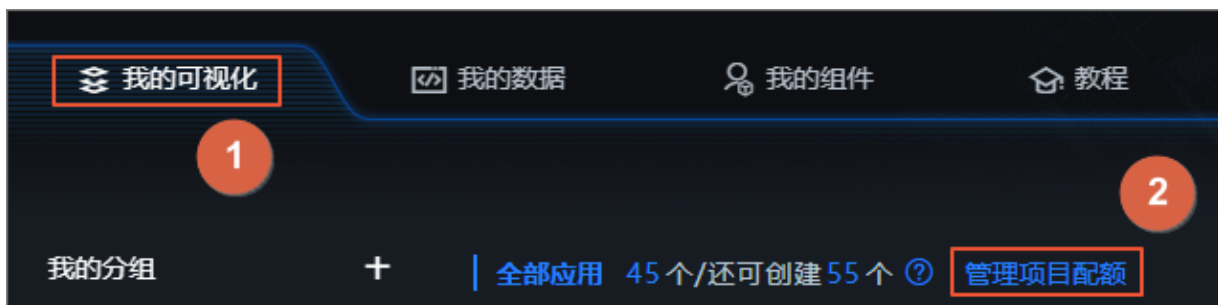 我的可视化 我的数据 我的组件 教程
1
2
我的分组 + 全部应用 45个/还可创建55个 ? 管理项目配额